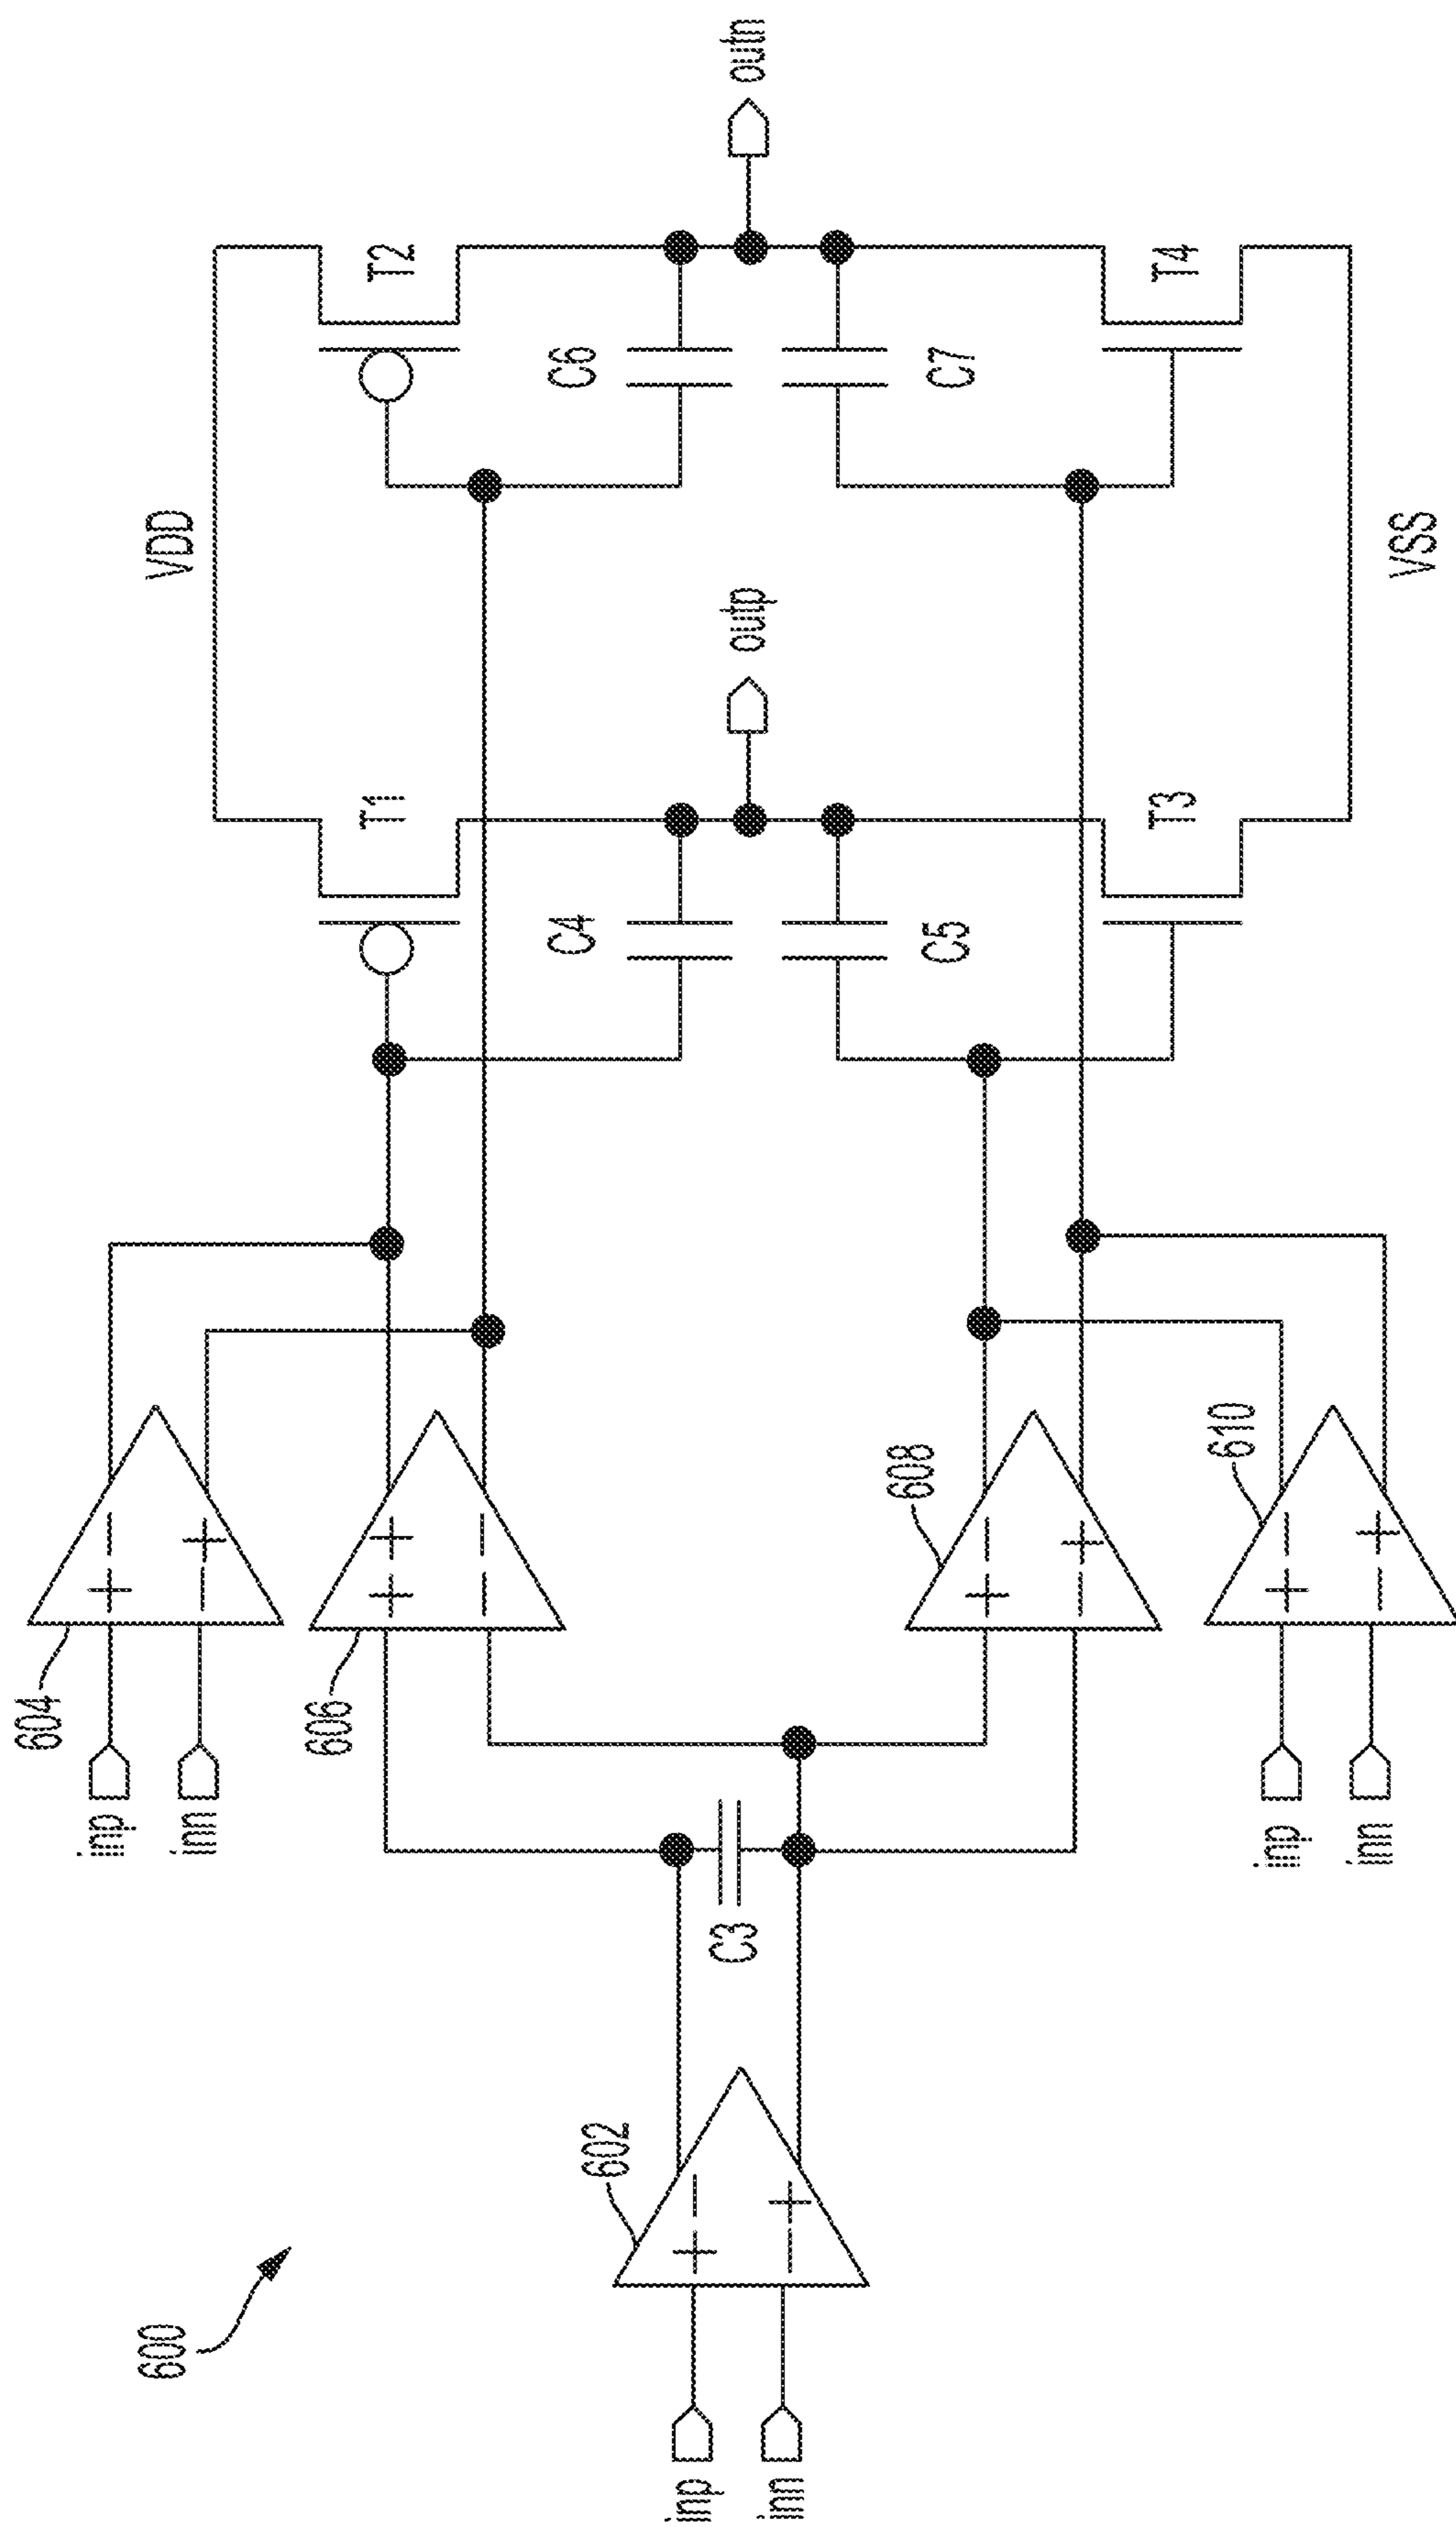 600
inp
inn
602
+ −
− +
C3
604
inp
inn
+ −
− +
606
+ +
− −
608
+ −
− +
610
inp
inn
+ −
− +
VDD
T1
C4
C5
T3
outp
T2
C6
C7
T4
outn
VSS